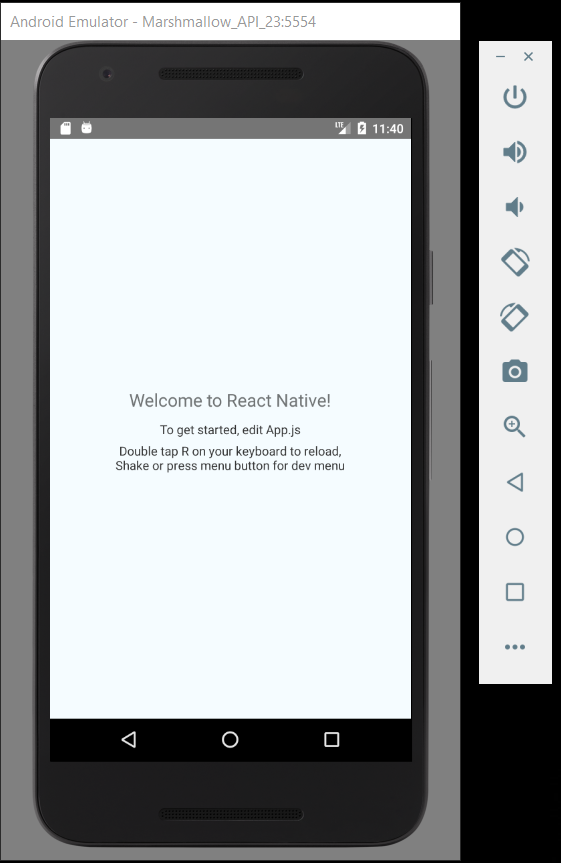 Android Emulator - Marshmallow_API_23:5554
LTE 11:40
Welcome to React Native!
To get started, edit App.js
Double tap R on your keyboard to reload,
Shake or press menu button for dev menu